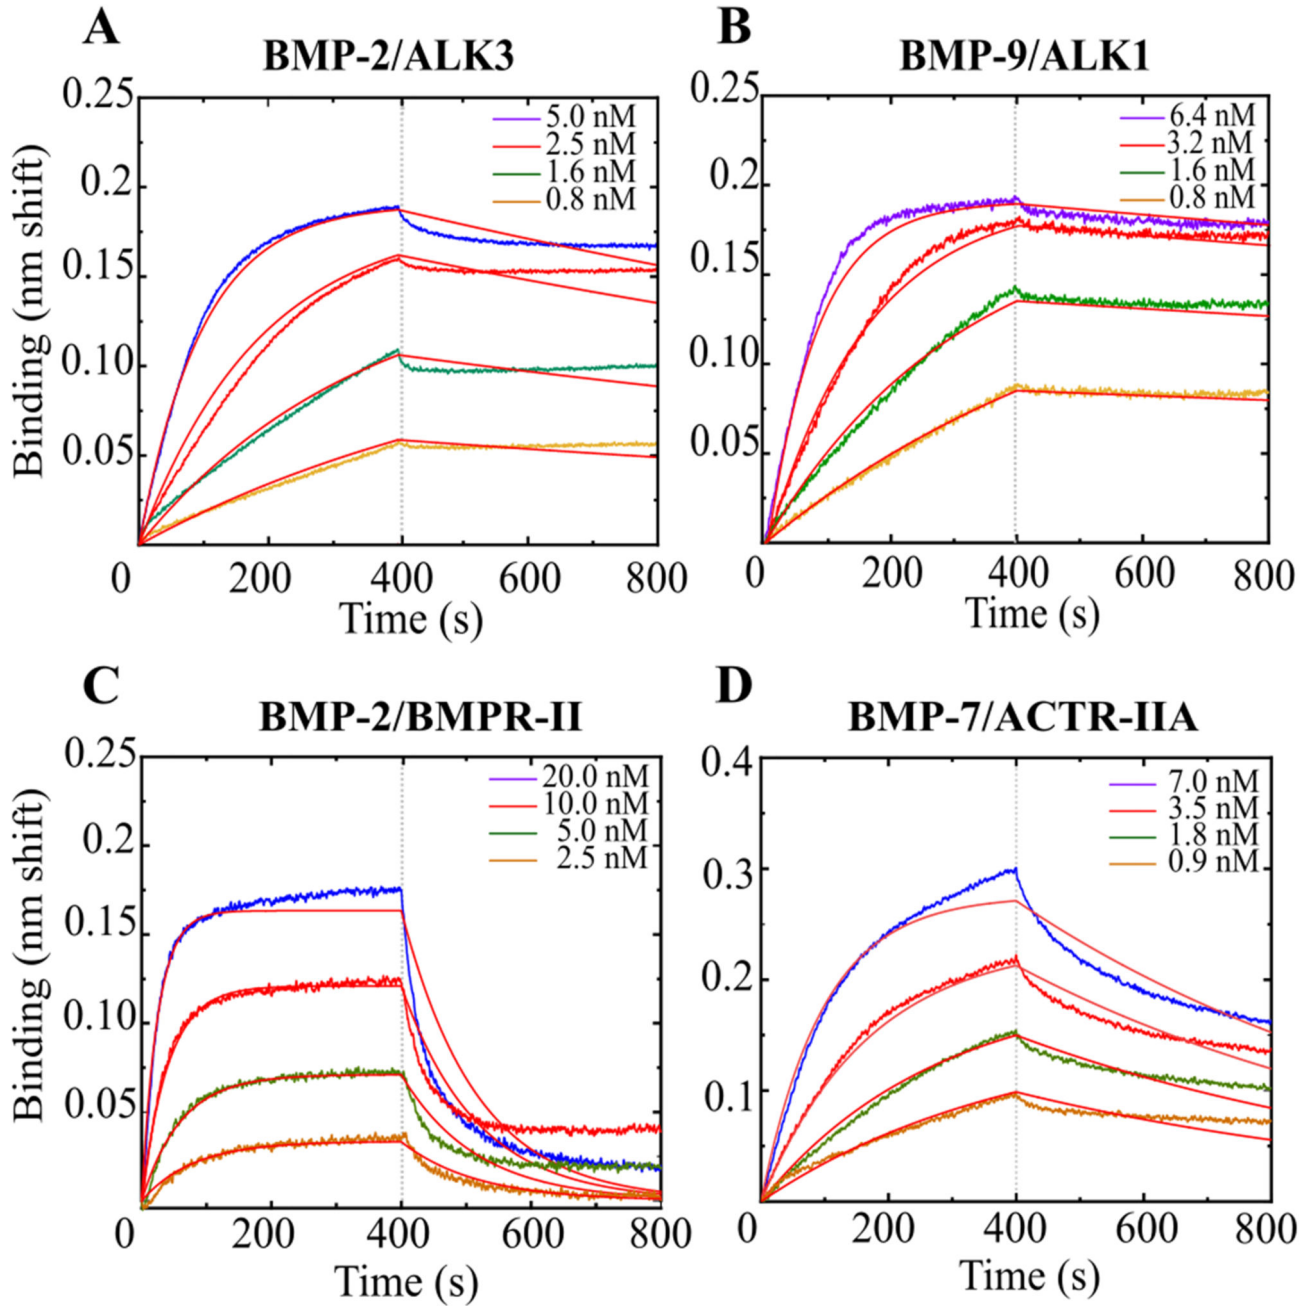 A
BMP-2/ALK3
0.25
0.2
0.15
0.10
0.05
Binding (nm shift)
5.0 nM
2.5 nM
1.6 nM
0.8 nM
0 200 400 600 800
Time (s)
B
BMP-9/ALK1
0.25
0.2
0.15
0.10
0.05
6.4 nM
3.2 nM
1.6 nM
0.8 nM
0 200 400 600 800
Time (s)
C
BMP-2/BMPR-II
0.25
0.2
0.15
0.10
0.05
Binding (nm shift)
20.0 nM
10.0 nM
5.0 nM
2.5 nM
0 200 400 600 800
Time (s)
D
BMP-7/ACTR-IIA
0.4
0.3
0.2
0.1
7.0 nM
3.5 nM
1.8 nM
0.9 nM
0 200 400 600 800
Time (s)